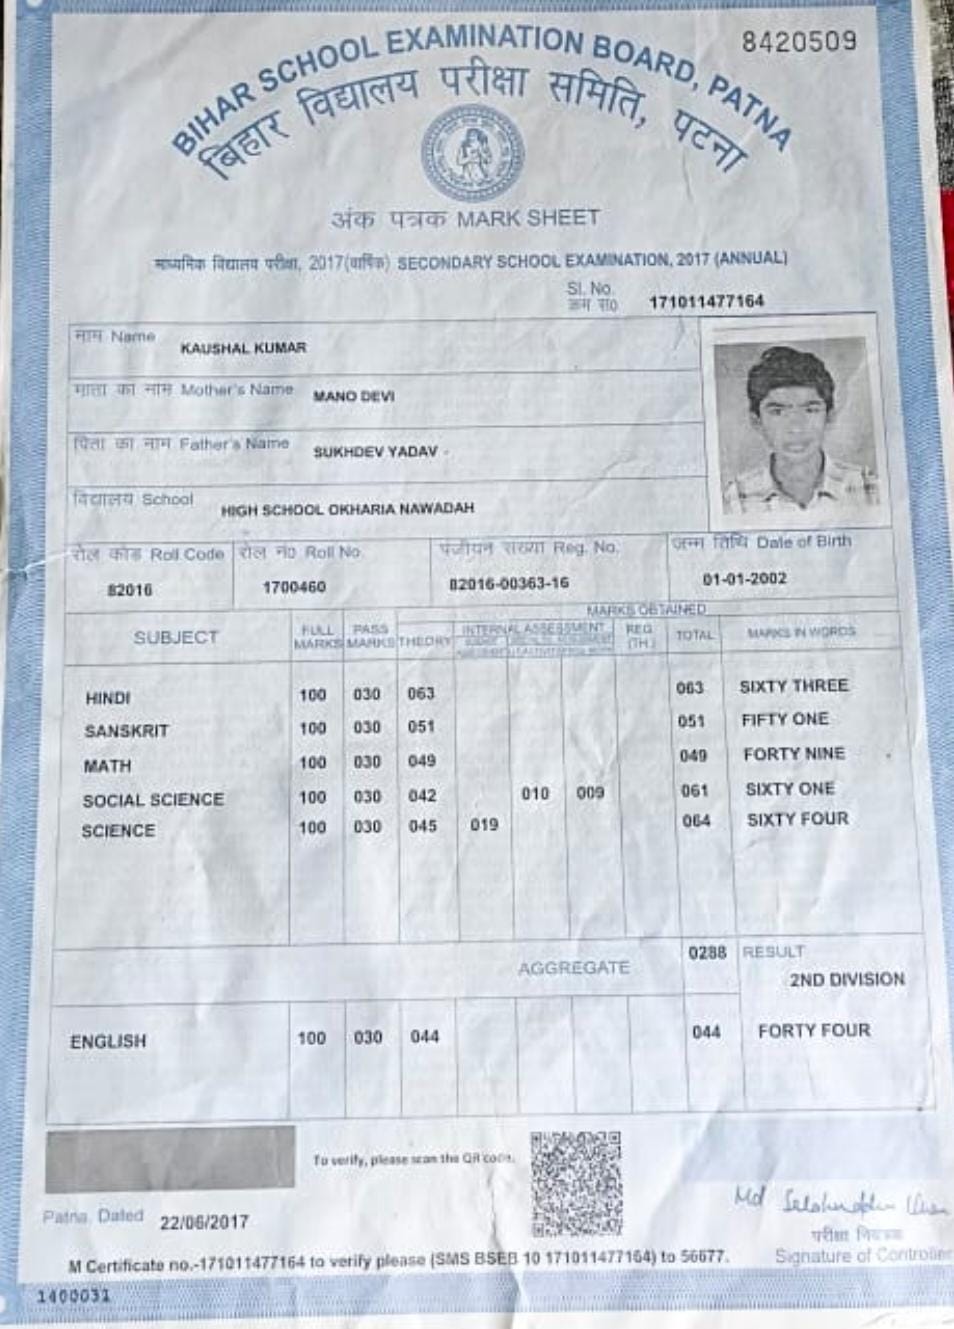 8420509
BIHAR SCHOOL EXAMINATION BOARD, PATNA
बिहार विद्यालय परीक्षा समिति, पटना
अंक पत्रक MARK SHEET
माध्यमिक विद्यालय परीक्षा, 2017(वार्षिक) SECONDARY SCHOOL EXAMINATION, 2017 (ANNUAL)
Sl. No.
क्रम सं० 171011477164
नाम Name KAUSHAL KUMAR
माता का नाम Mother's Name MANO DEVI
पिता का नाम Father's Name SUKHDEV YADAV
विद्यालय School HIGH SCHOOL OKHARIA NAWADAH
रोल कोड Roll Code रोल नं० Roll No. पंजीयन संख्या Reg. No. जन्म तिथि Date of Birth
82016 1700460 82016-00363-16 01-01-2002
MARKS OBTAINED
SUBJECT FULL MARKS PASS MARKS THEORY INTERNAL ASSESSMENT REG (TH.) TOTAL MARKS IN WORDS
HINDI 100 030 063 063 SIXTY THREE
SANSKRIT 100 030 051 051 FIFTY ONE
MATH 100 030 049 049 FORTY NINE
SOCIAL SCIENCE 100 030 042 010 009 061 SIXTY ONE
SCIENCE 100 030 045 019 064 SIXTY FOUR
AGGREGATE 0288 RESULT
2ND DIVISION
ENGLISH 100 030 044 044 FORTY FOUR
To verify, please scan the QR code.
Patna, Dated 22/06/2017
Md
परीक्षा नियंत्रक
Signature of Controller
M Certificate no.-171011477164 to verify please (SMS BSEB 10 171011477164) to 56677.
1400031